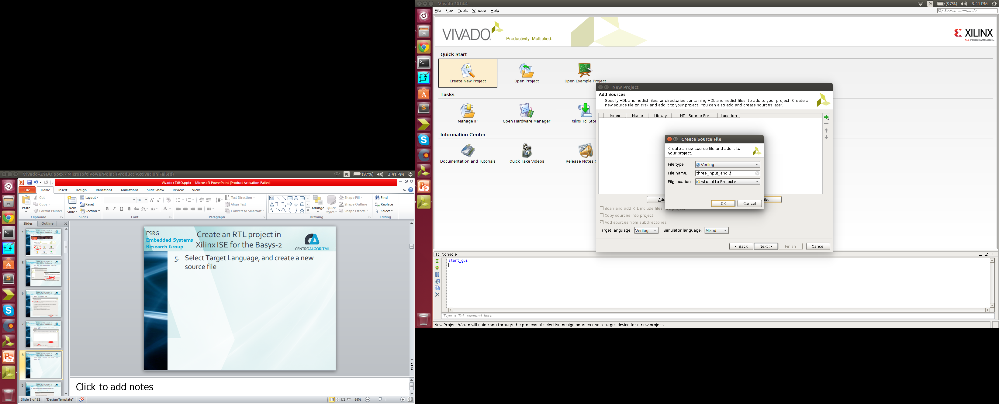 Vivado 2014.4
Pt (97%) 3:41 PM
File Flow Tools Window Help
Search commands
VIVADO. Productivity. Multiplied.
XILINX
ALL PROGRAMMABLE.
Quick Start
Create New Project
Open Project
Open Example Project
Tasks
Manage IP
Open Hardware Manager
Xilinx Tcl Stor
Information Center
Documentation and Tutorials
Quick Take Videos
Release Notes
New Project
Add Sources
Specify HDL and netlist files, or directories containing HDL and netlist files, to add to your project. Create a
new source file on disk and add it to your project. You can also add and create sources later.
Index Name Library HDL Source For Location
Create Source File
Create a new source file and add it to
your project.
File type: Verilog
File name: three_input_and.v
File location: <Local to Project>
OK Cancel
Add
ile...
Scan and add RTL include files into project
Copy sources into project
Add sources from subdirectories
Target language: Verilog Simulator language: Mixed
< Back Next > Finish Cancel
Tcl Console
start_gui
Type a Tcl command here
New Project Wizard will guide you through the process of selecting design sources and a target device for a new project.
Vivado+ZYBO.pptx - Microsoft PowerPoint (Product Activation Failed)
Pt (97%) 3:41 PM
Vivado+ZYBO.pptx - Microsoft PowerPoint (Product Activation Failed)
File Home Insert Design Transitions Animations Slide Show Review View
Paste
Cut
Copy
Format Painter
Clipboard
New
Slide
Layout
Reset
Section
Slides
18
Font
Text Direction
Align Text
Convert to SmartArt
Paragraph
Arrange
Quick
Styles
Shape Fill
Shape Outline
Shape Effects
Drawing
Find
Replace
Select
Editing
Slides Outline
4
5
6
7
8
9
ESRG
Embedded Systems
Research Group
Create an RTL project in
Xilinx ISE for the Basys-2
CENTROALGORITMI
5. Select Target Language, and create a new
source file
Click to add notes
Slide 8 of 52 "DesignTemplate" 66%